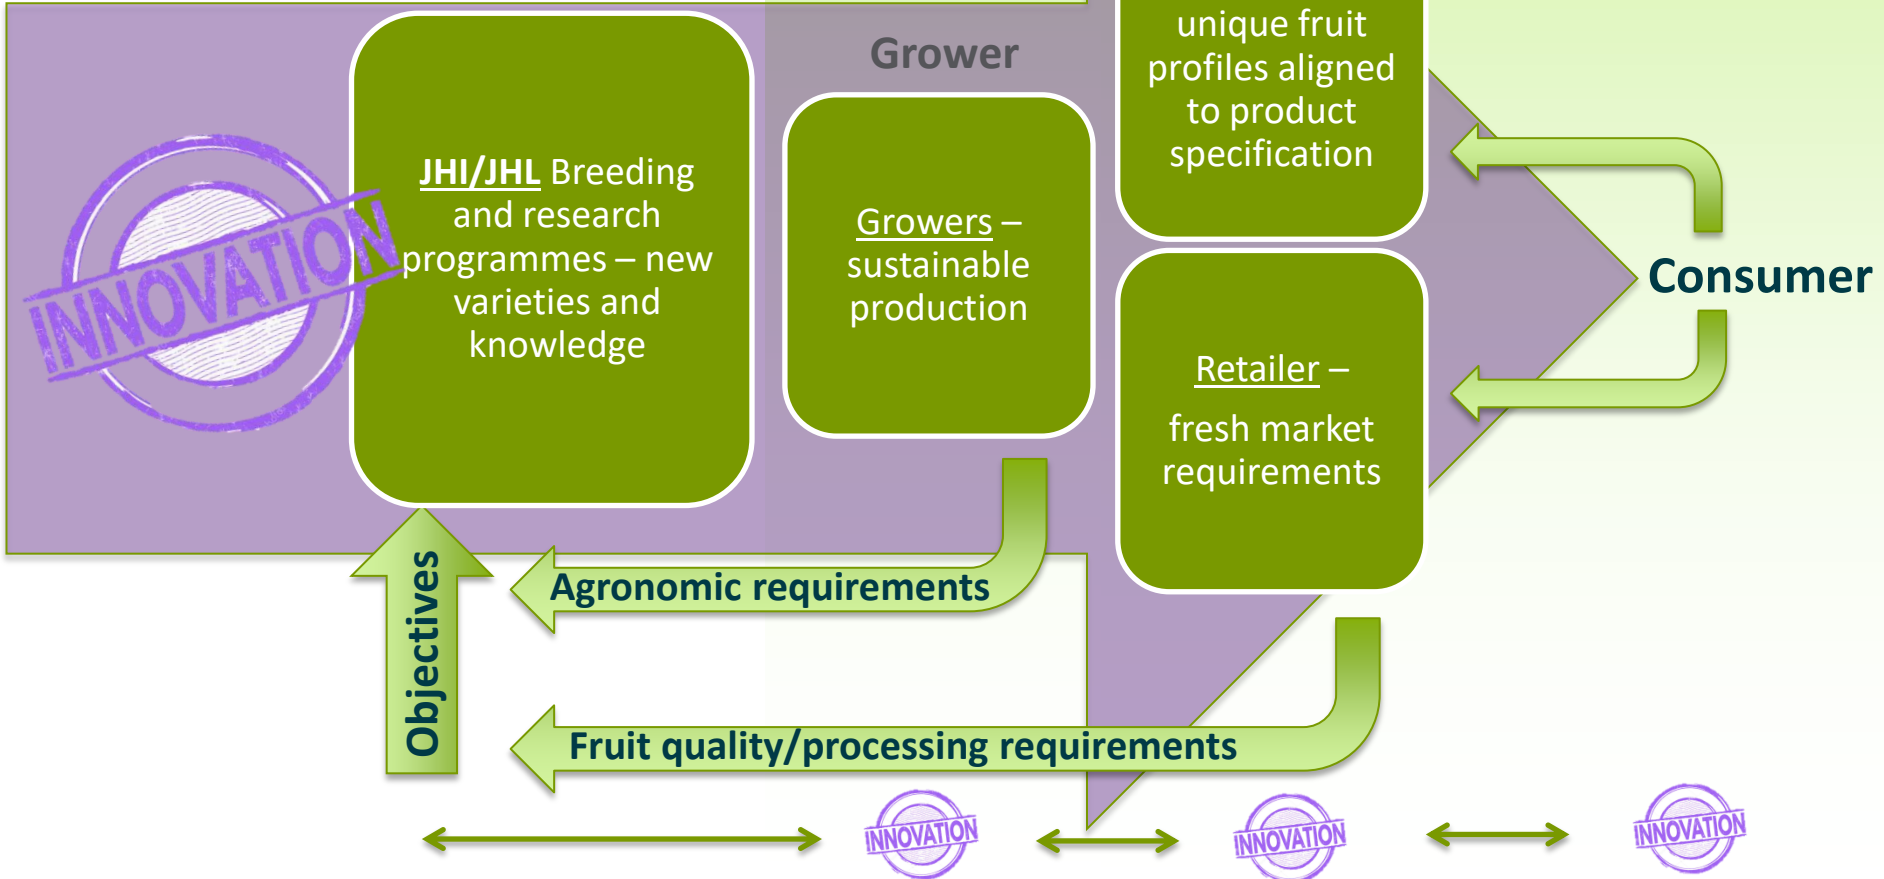 INNOVATION
JHI/JHL Breeding
and research
programmes – new
varieties and
knowledge
Grower
Growers –
sustainable
production
unique fruit
profiles aligned
to product
specification
Retailer –
fresh market
requirements
Consumer
Objectives
Agronomic requirements
Fruit quality/processing requirements
INNOVATION
INNOVATION
INNOVATION